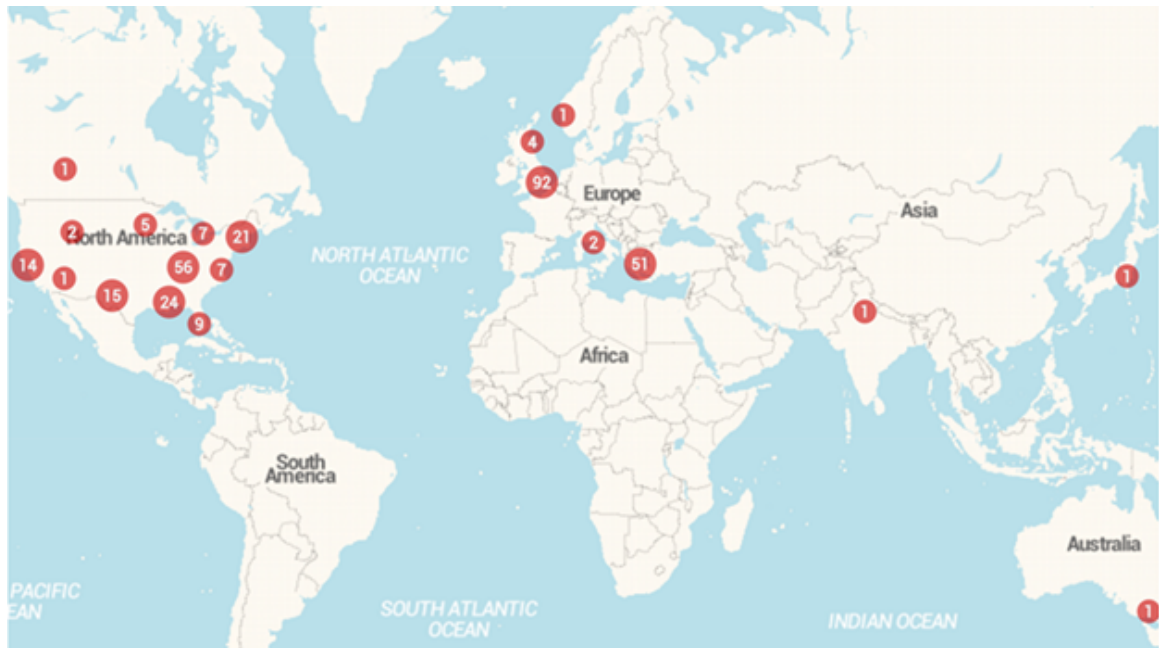 1
4
1
92
Europe
Asia
2
5
7
21
North America
2
NORTH ATLANTIC
OCEAN
14
1
56
7
51
1
15
24
9
1
Africa
South
America
Australia
PACIFIC
EAN
SOUTH ATLANTIC
OCEAN
INDIAN OCEAN
1